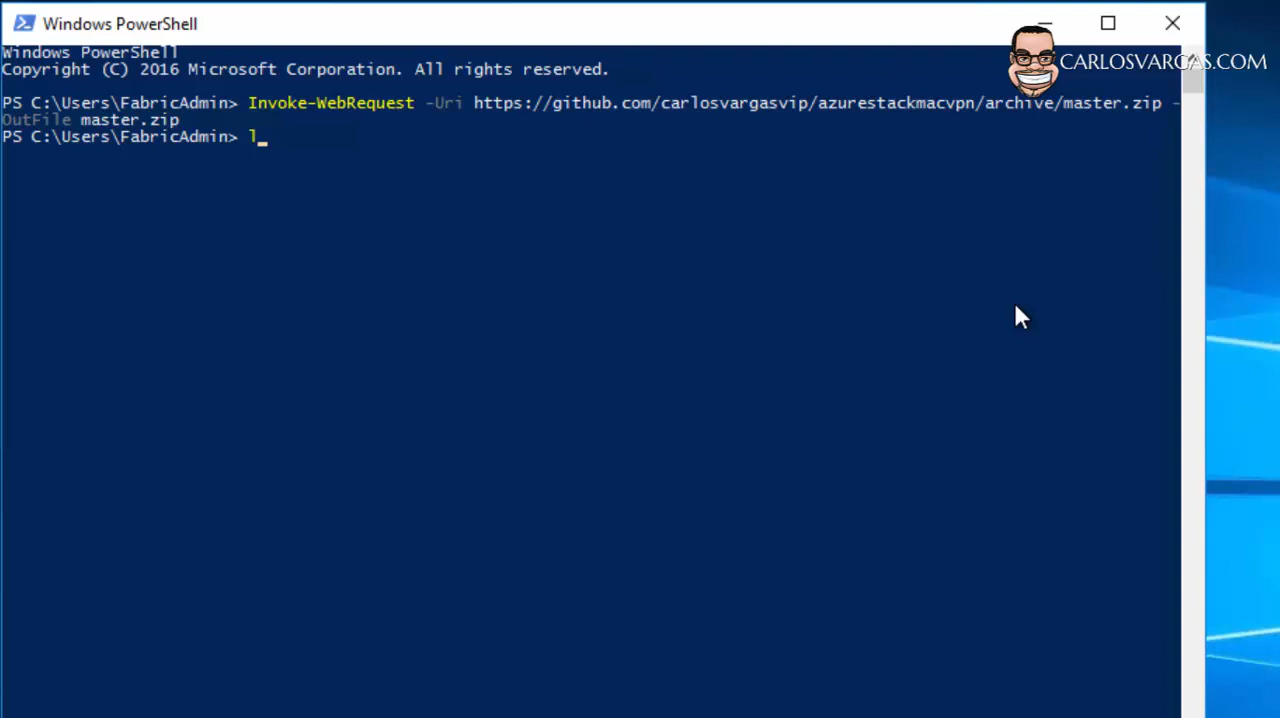 Windows PowerShell
Windows PowerShell
Copyright (C) 2016 Microsoft Corporation. All rights reserved.
CARLOSVARGAS.COM
PS C:\Users\FabricAdmin> Invoke-WebRequest -Uri https://github.com/carlosvargasvip/azurestackmacvpn/archive/master.zip -
OutFile master.zip
PS C:\Users\FabricAdmin> l_